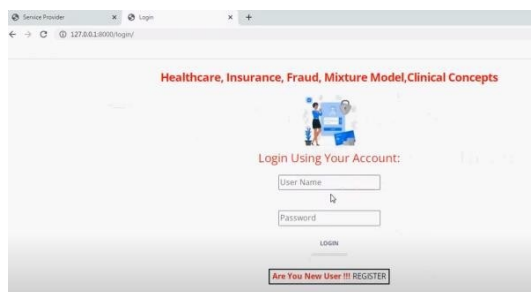 Service Provider
Login
127.0.0.1:8000/login/
Healthcare, Insurance, Fraud, Mixture Model,Clinical Concepts
Login Using Your Account:
User Name
Password
LOGIN
Are You New User !!! REGISTER